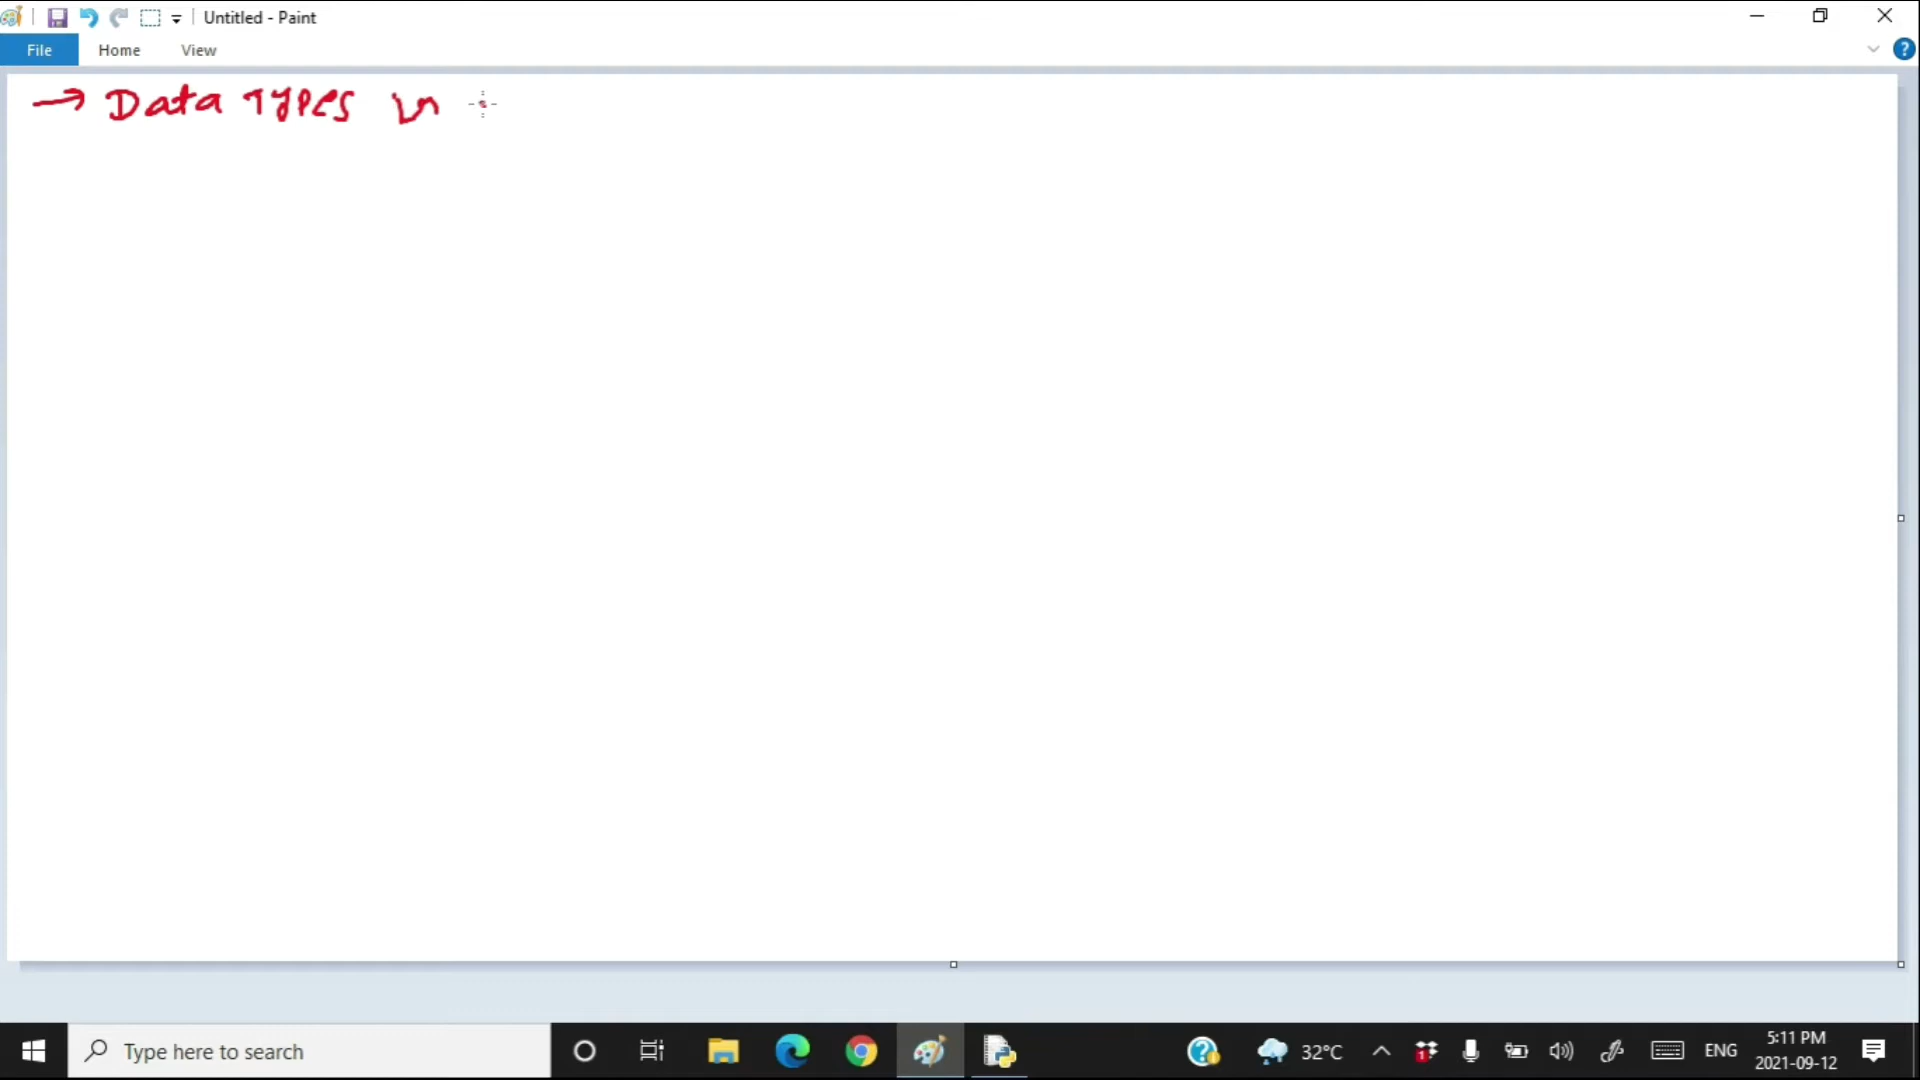 Untitled - Paint
File Home View
→ Data Types in
Type here to search
32°C ENG 5:11 PM
2021-09-12